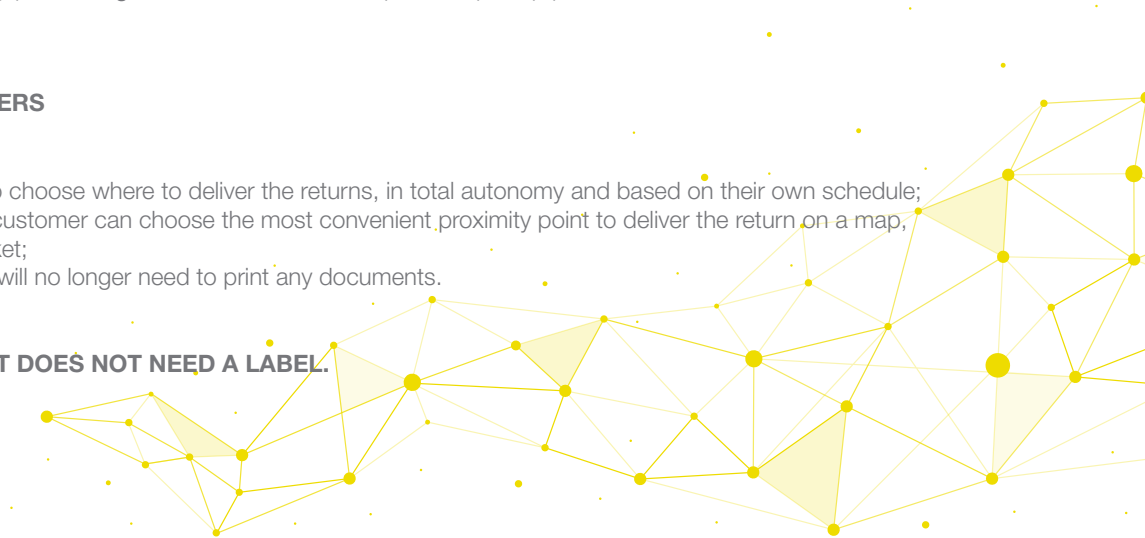 ERS
choose where to deliver the returns, in total autonomy and based on their own schedule;
customer can choose the most convenient proximity point to deliver the return on a map,
will no longer need to print any documents.
DOES NOT NEED A LABEL.